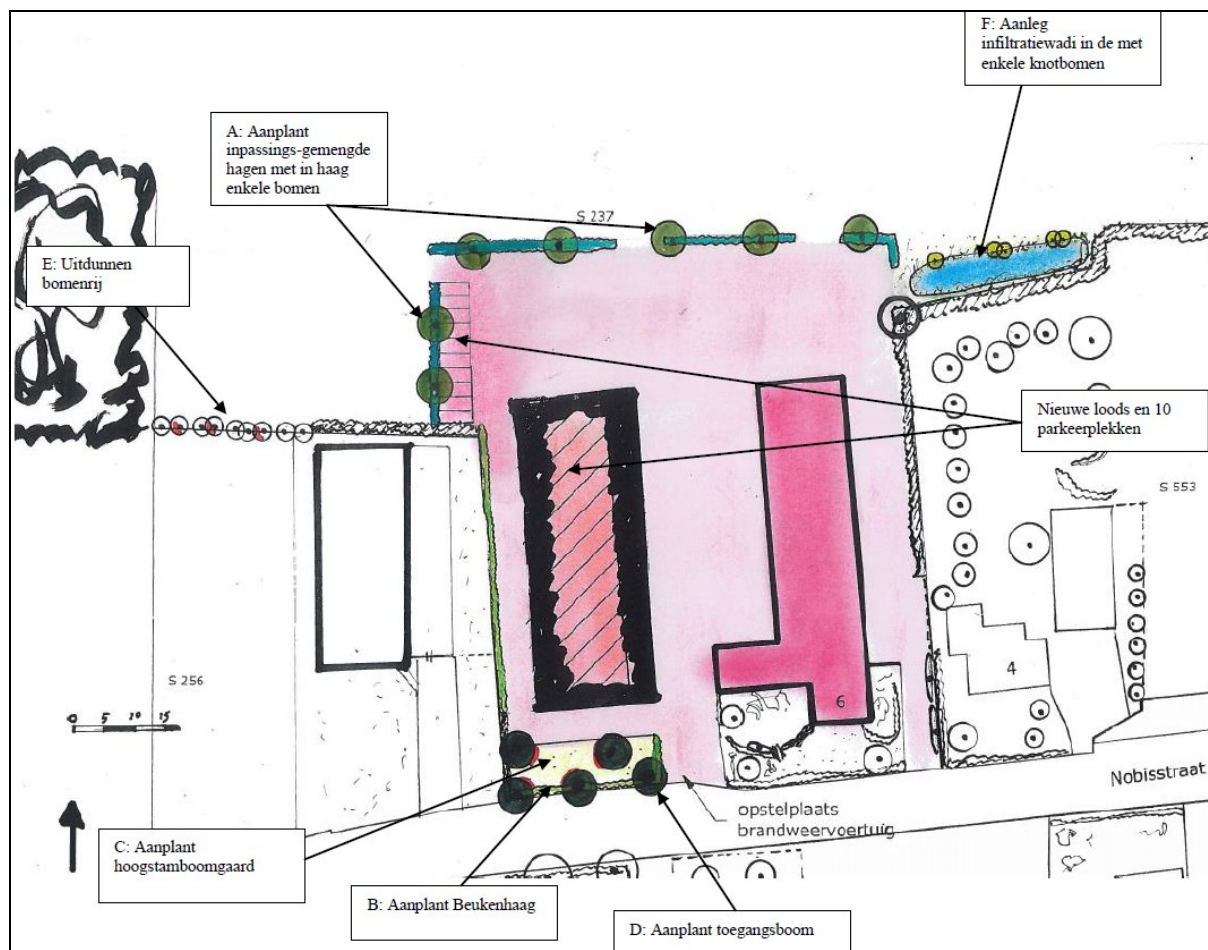 F: Aanleg
infiltratiewadi in de met
enkele knotbomen
A: Aanplant
inpassings-gemengde
hagen met in haag
enkele bomen
S 237
E: Uitdunnen
bomenrij
Nieuwe loods en 10
parkeerplekken
S 553
S 256
4
6
0 5 10 15
Nobisstraat
opstelplaats
brandweervoertuig
C: Aanplant
hoogstamboomgaard
B: Aanplant Beukenhaag
D: Aanplant toegangsboom